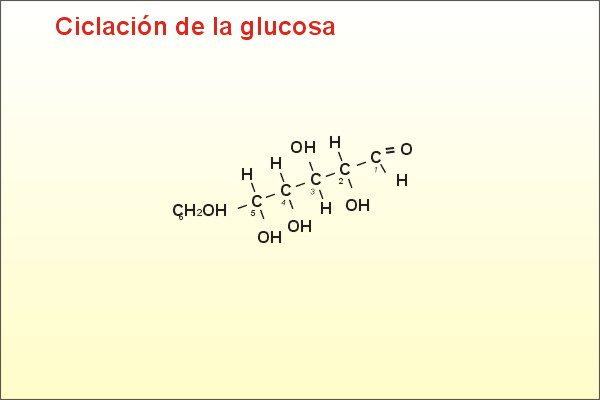 Ciclación de la glucosa
OH H C = O
H H C C 2 3 1 H
CH2OH C C 5 4 H OH
6
OH OH